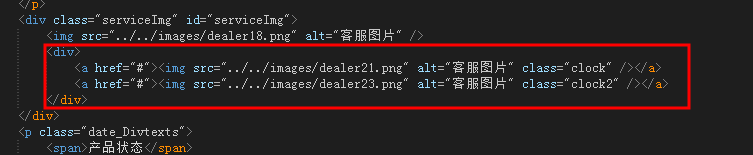 </p>
<div class="serviceImg" id="serviceImg">
<img src="../../images/dealer18.png" alt="客服图片" />
<div>
<a href="#"><img src="../../images/dealer21.png" alt="客服图片" class="clock" /></a>
<a href="#"><img src="../../images/dealer23.png" alt="客服图片" class="clock2" /></a>
</div>
</div>
<p class="date_Divtexts">
<span>产品状态</span>